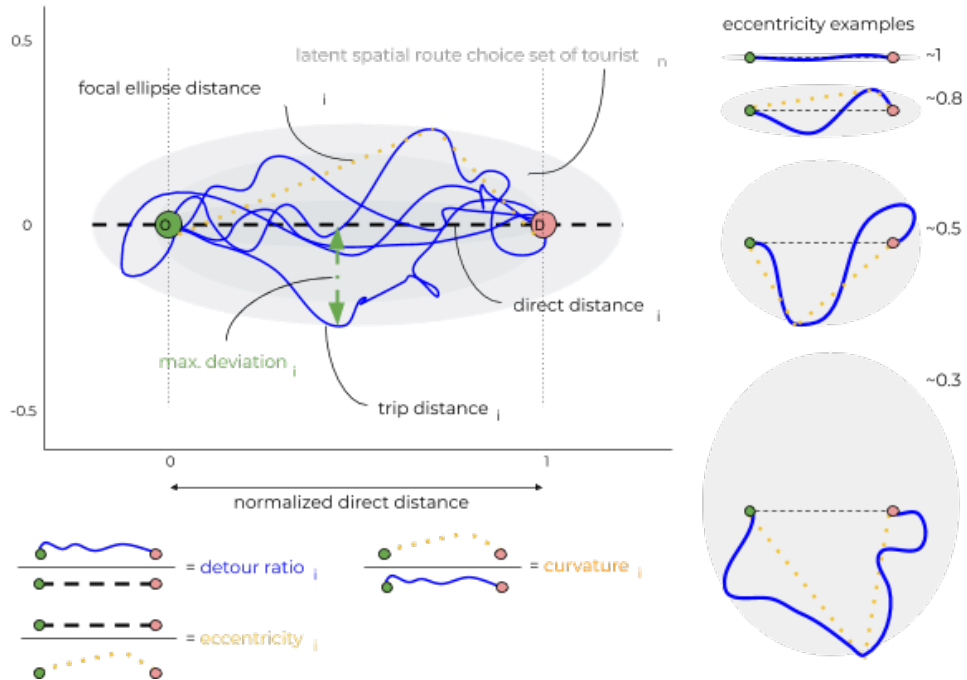 0.5
0
-0.5
0
1
latent spatial route choice set of tourist n
focal ellipse distance i
O
D
direct distance i
max. deviation i
trip distance i
normalized direct distance
= detour ratio i
= curvature i
= eccentricity i
eccentricity examples
~1
~0.8
~0.5
~0.3